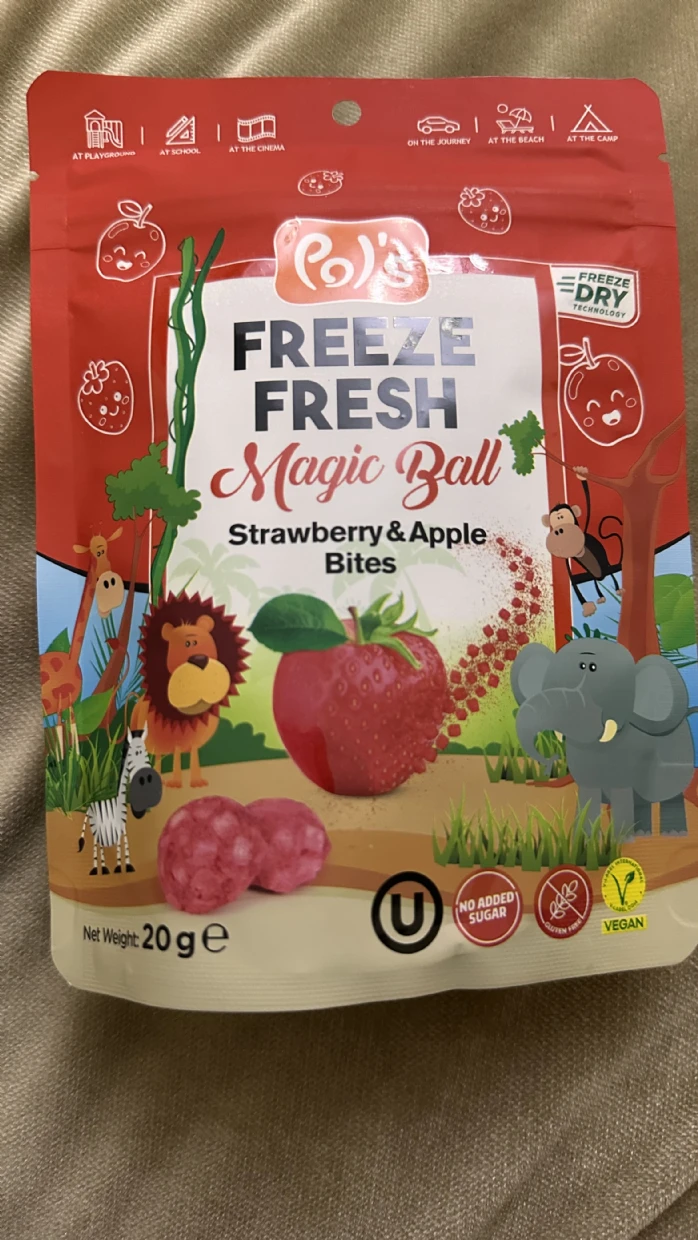 AT PLAYGROUND
AT SCHOOL
AT THE CINEMA
ON THE JOURNEY
AT THE BEACH
AT THE CAMP
Pol's
FREEZE
DRY
TECHNOLOGY
FREEZE
FRESH
Magic Ball
Strawberry & Apple
Bites
Net Weight: 20 g e
U
NO ADDED
SUGAR
GLUTEN FREE
VEGAN